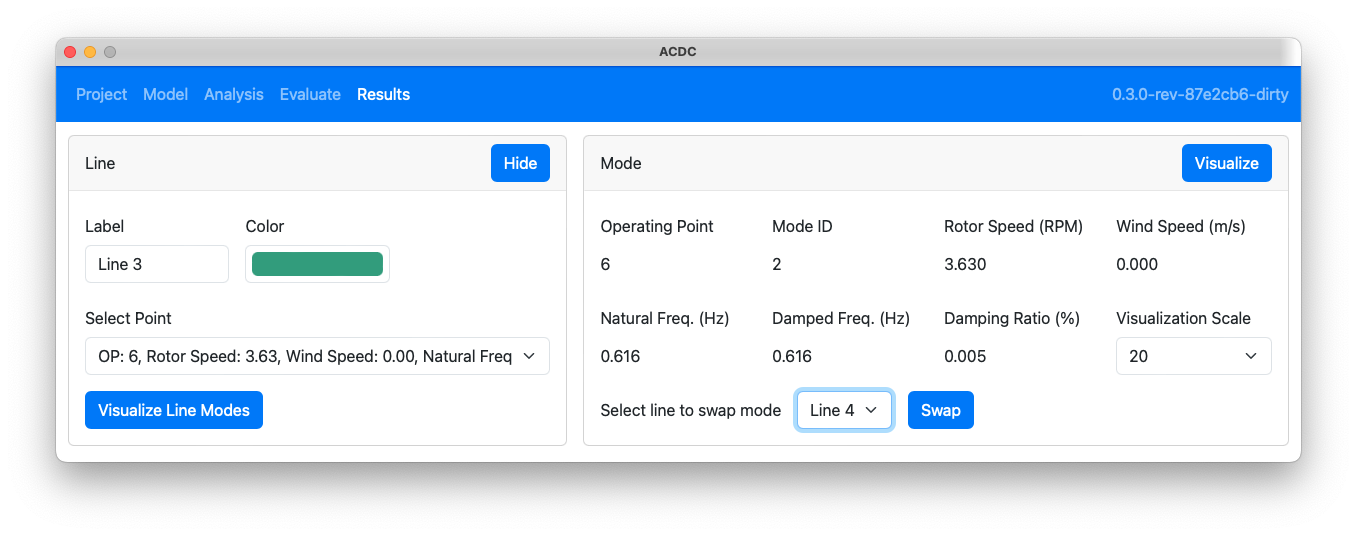 ACDC
Project Model Analysis Evaluate Results 0.3.0-rev-87e2cb6-dirty
Line Hide
Label Color
Line 3
Select Point
OP: 6, Rotor Speed: 3.63, Wind Speed: 0.00, Natural Freq
Visualize Line Modes
Mode Visualize
Operating Point Mode ID Rotor Speed (RPM) Wind Speed (m/s)
6 2 3.630 0.000
Natural Freq. (Hz) Damped Freq. (Hz) Damping Ratio (%) Visualization Scale
0.616 0.616 0.005 20
Select line to swap mode Line 4 Swap